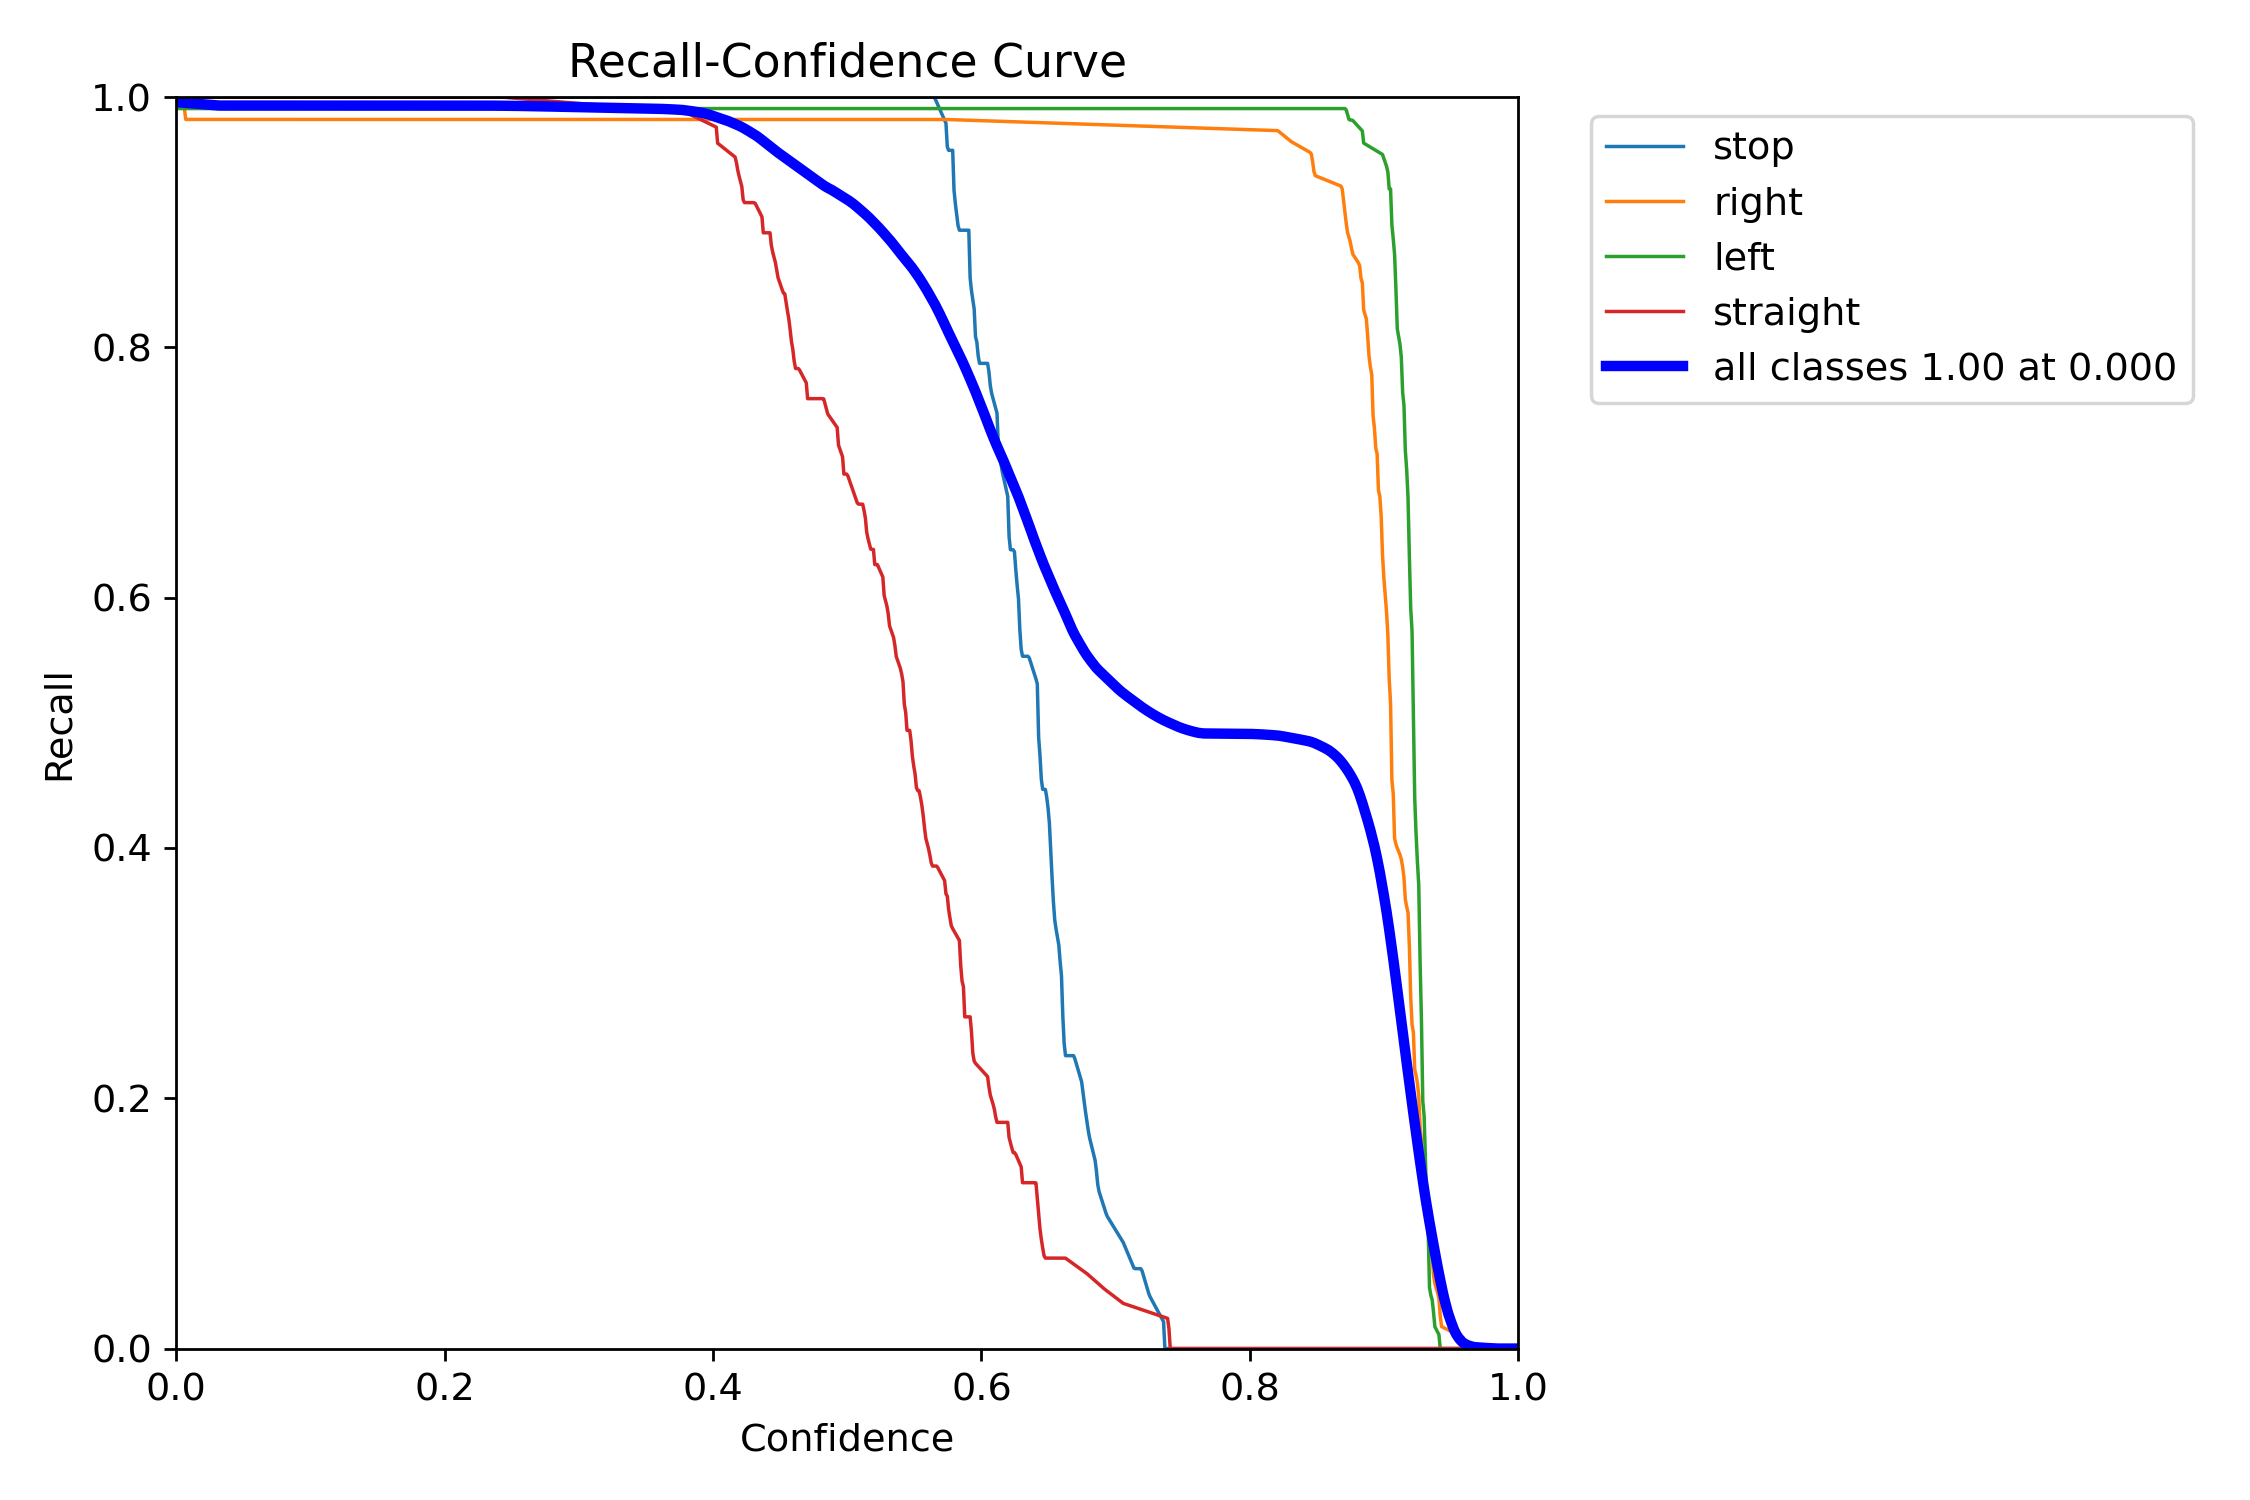 Recall-Confidence Curve
1.0
0.8
0.6
0.4
0.2
0.0
Recall
0.0 0.2 0.4 0.6 0.8 1.0
Confidence
stop
right
left
straight
all classes 1.00 at 0.000